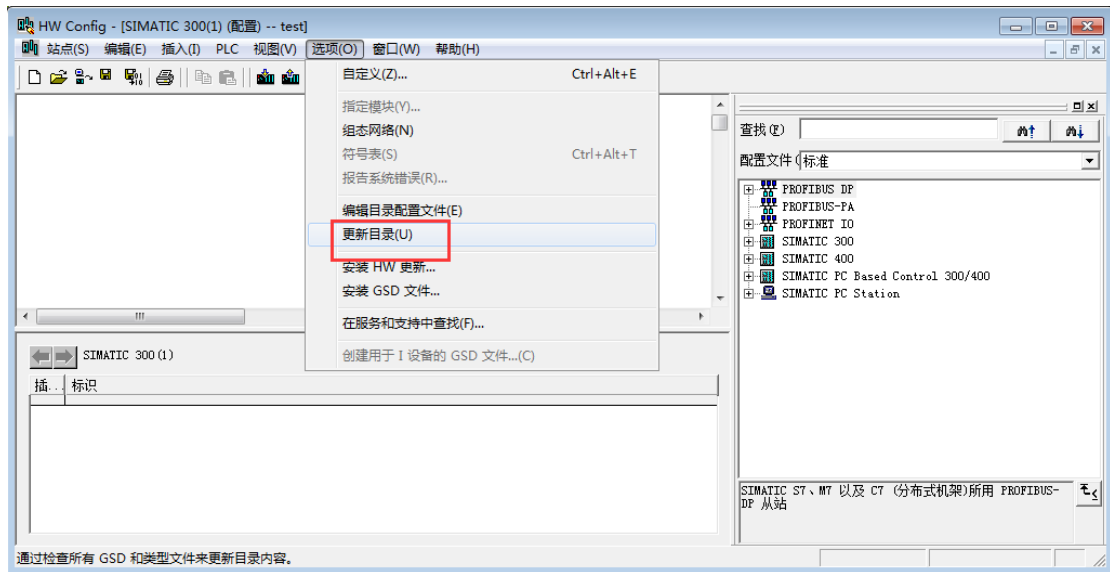 HW Config - [SIMATIC 300(1) (配置) -- test]
站点(S) 编辑(E) 插入(I) PLC 视图(V) 选项(O) 窗口(W) 帮助(H)
自定义(Z)... Ctrl+Alt+E
指定模块(Y)...
组态网络(N)
符号表(S) Ctrl+Alt+T
报告系统错误(R)...
编辑目录配置文件(E)
更新目录(U)
安装 HW 更新...
安装 GSD 文件...
在服务和支持中查找(F)...
创建用于 I 设备的 GSD 文件...(C)
查找(F)
配置文件( 标准
PROFIBUS DP
PROFIBUS-PA
PROFINET IO
SIMATIC 300
SIMATIC 400
SIMATIC PC Based Control 300/400
SIMATIC PC Station
SIMATIC 300(1)
插... 标识
SIMATIC S7、M7 以及 C7 (分布式机架)所用 PROFIBUS-
DP 从站
通过检查所有 GSD 和类型文件来更新目录内容。